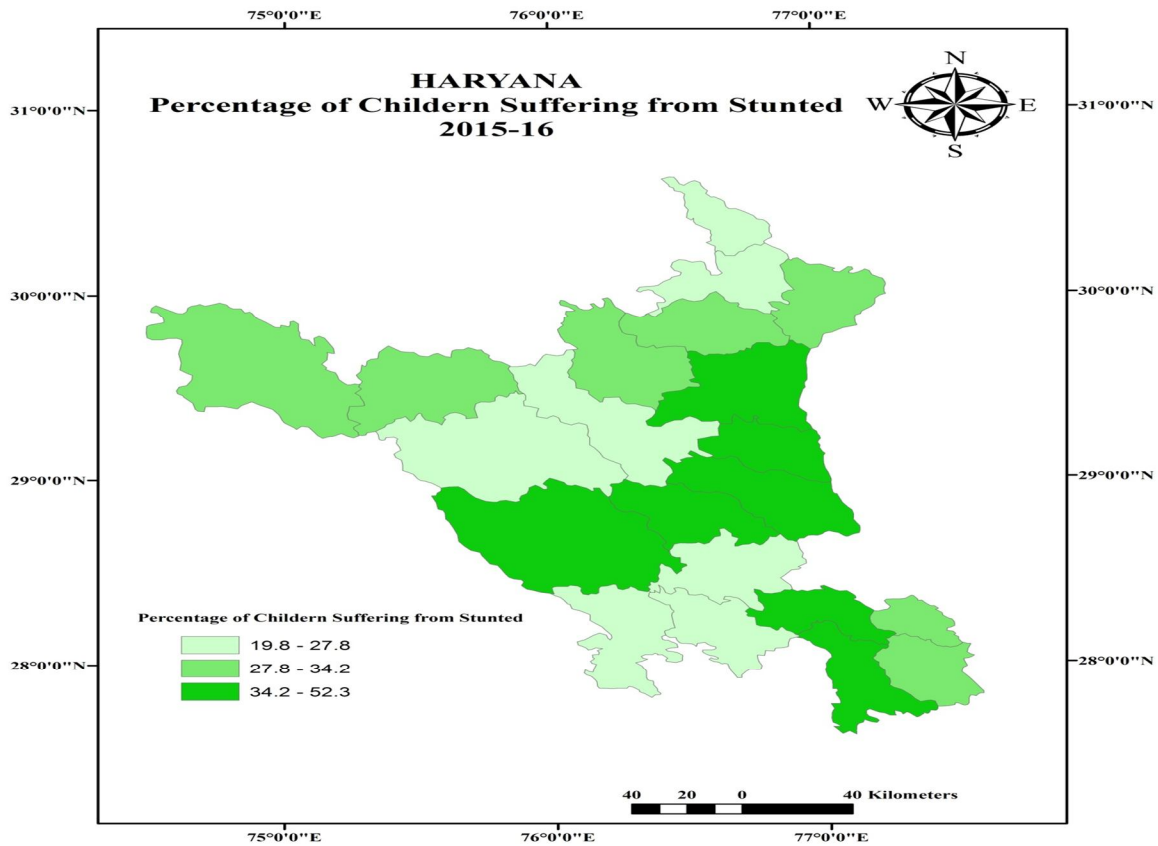 75°0'0"E 76°0'0"E 77°0'0"E
N
W E
S
HARYANA
Percentage of Childern Suffering from Stunted
2015-16
31°0'0"N 31°0'0"N
30°0'0"N 30°0'0"N
29°0'0"N 29°0'0"N
28°0'0"N 28°0'0"N
Percentage of Childern Suffering from Stunted
19.8 - 27.8
27.8 - 34.2
34.2 - 52.3
40 20 0 40 Kilometers
75°0'0"E 76°0'0"E 77°0'0"E